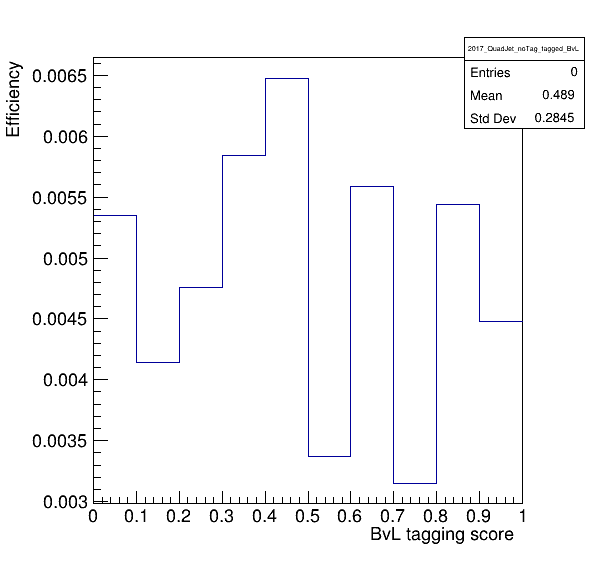 2017_QuadJet_noTag_tagged_BvL
Entries 0
Mean 0.489
Std Dev 0.2845
Efficiency
0.0065
0.006
0.0055
0.005
0.0045
0.004
0.0035
0.003
0 0.1 0.2 0.3 0.4 0.5 0.6 0.7 0.8 0.9 1
BvL tagging score